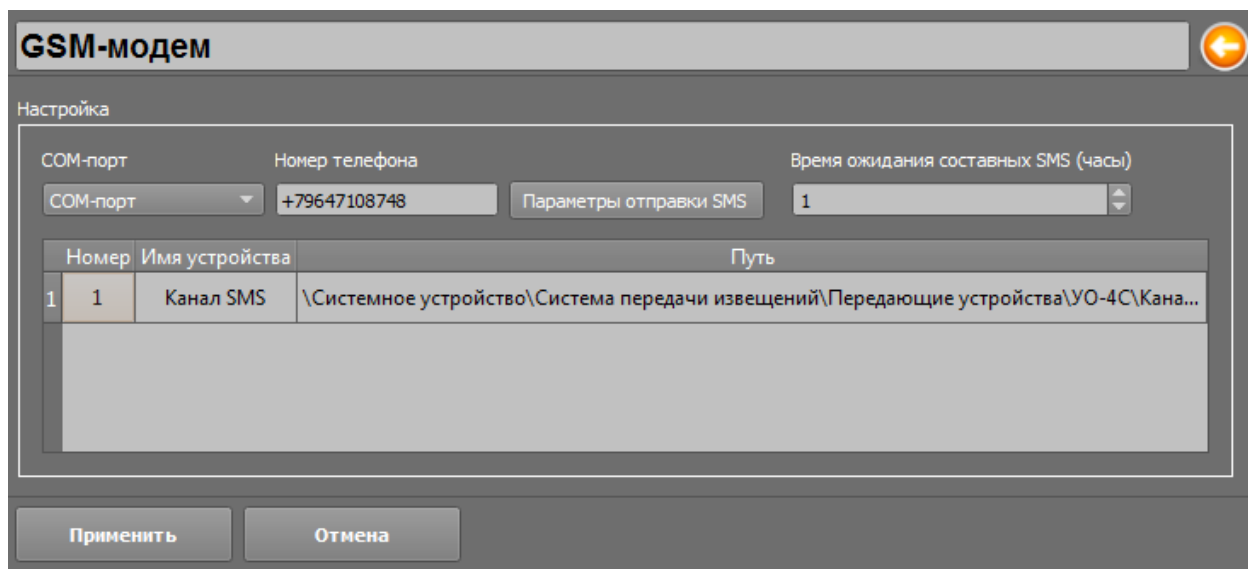 GSM-модем
Настройка
COM-порт Номер телефона Время ожидания составных SMS (часы)
COM-порт +79647108748 Параметры отправки SMS 1
Номер Имя устройства Путь
1 1 Канал SMS \Системное устройство\Система передачи извещений\Передающие устройства\УО-4С\Кана...
Применить Отмена